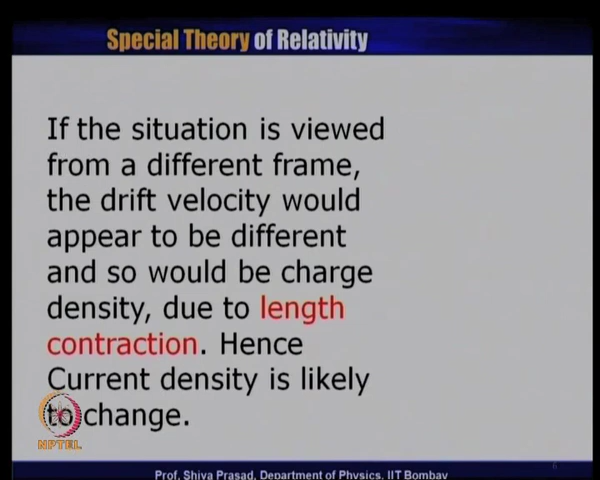 Special Theory of Relativity
If the situation is viewed
from a different frame,
the drift velocity would
appear to be different
and so would be charge
density, due to length
contraction. Hence
Current density is likely
to change.
NPTEL
Prof. Shiva Prasad, Department of Physics, IIT Bombay